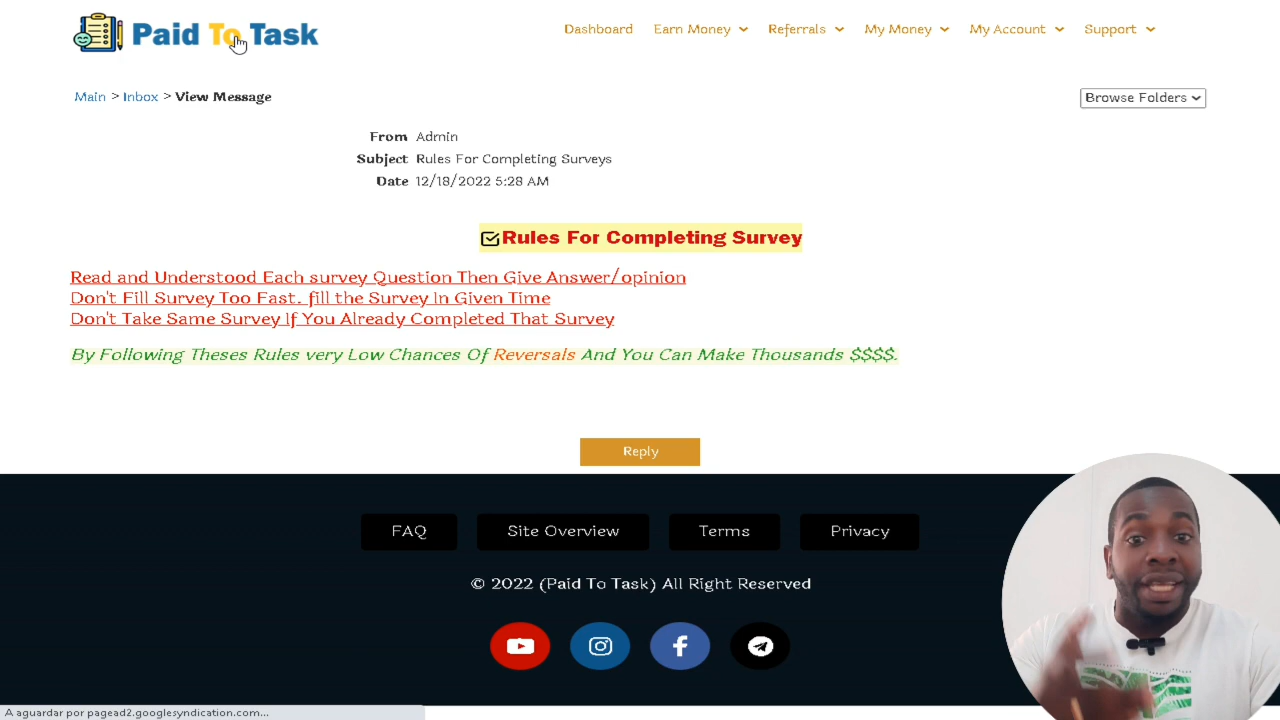 Paid To Task
Dashboard Earn Money Referrals My Money My Account Support
Main > Inbox > View Message
Browse Folders
From Admin
Subject Rules For Completing Surveys
Date 12/18/2022 5:28 AM
Rules For Completing Survey
Read and Understood Each survey Question Then Give Answer/opinion
Don't Fill Survey Too Fast. fill the Survey In Given Time
Don't Take Same Survey If You Already Completed That Survey
By Following Theses Rules very Low Chances Of Reversals And You Can Make Thousands $$$$.
Reply
FAQ Site Overview Terms Privacy
© 2022 (Paid To Task) All Right Reserved
A aguardar por pagead2.googlesyndication.com...